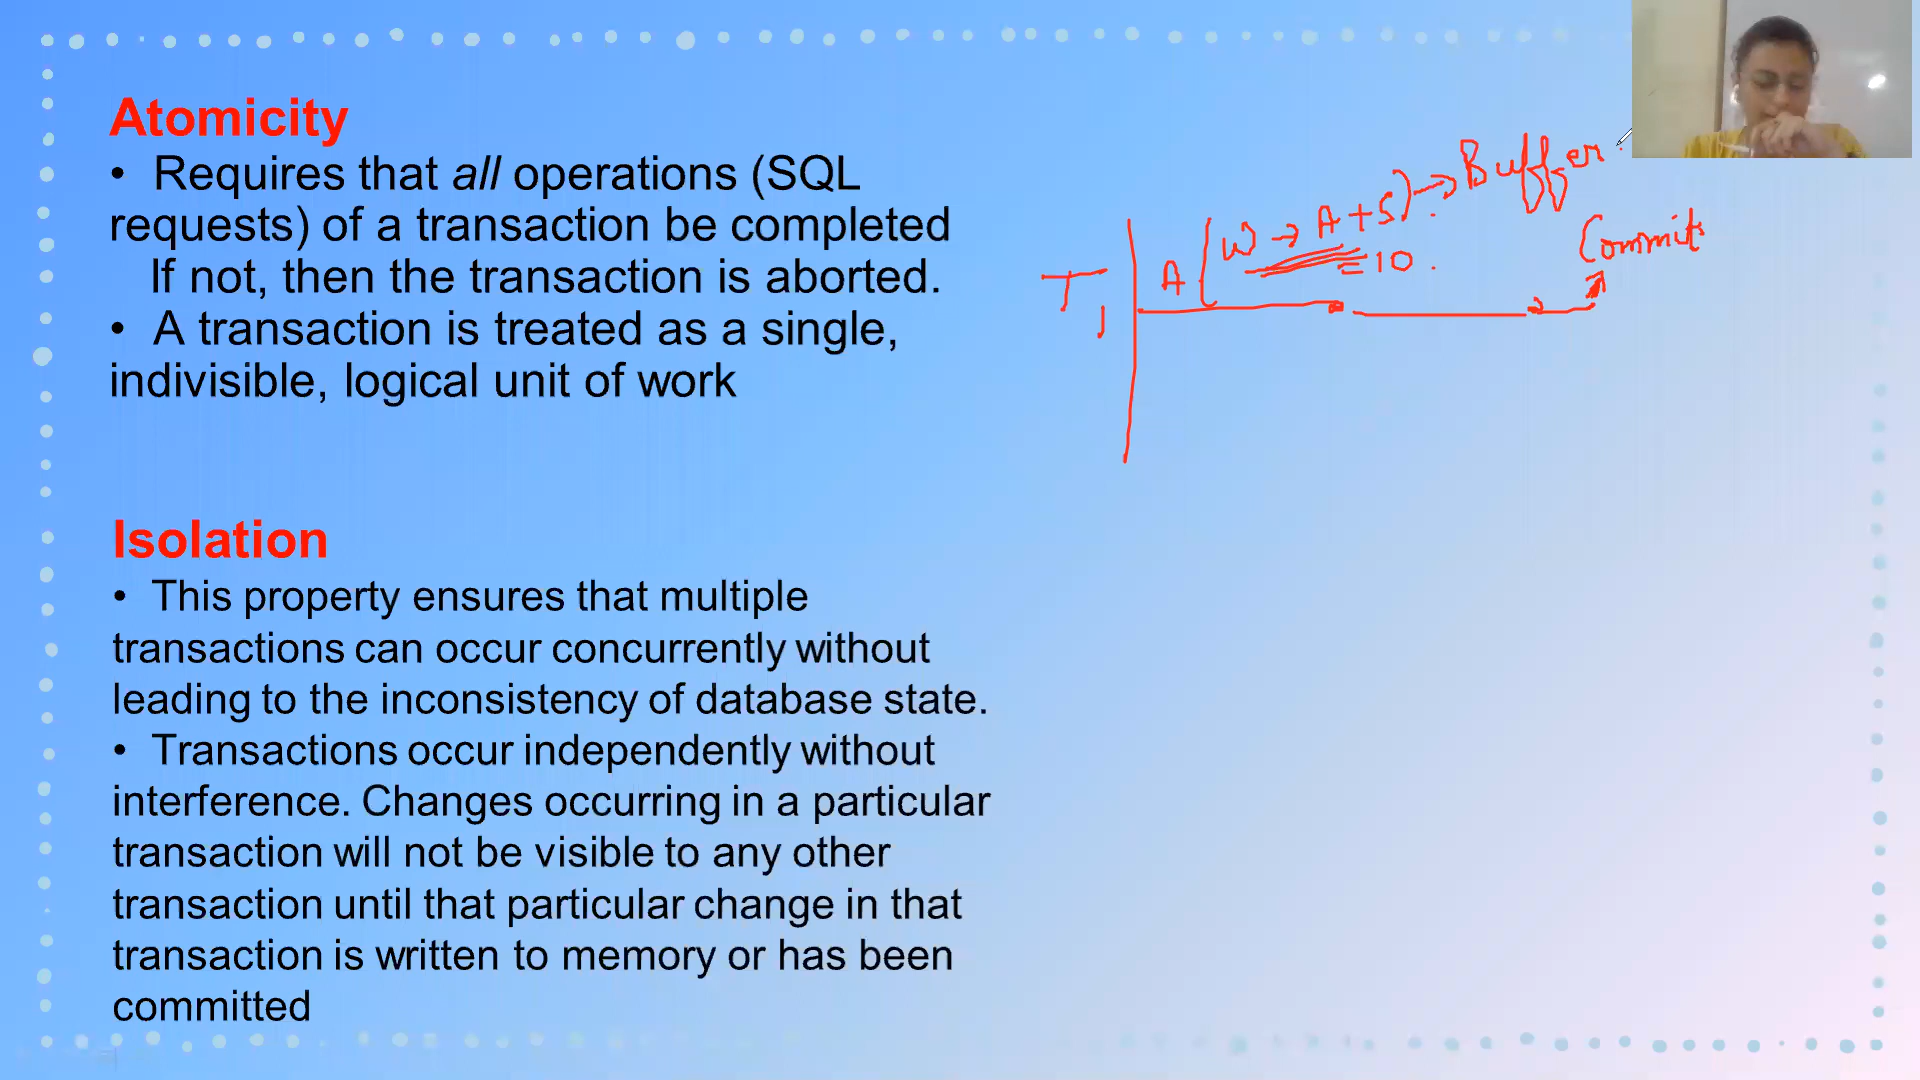 Atomicity
• Requires that all operations (SQL
requests) of a transaction be completed
If not, then the transaction is aborted.
• A transaction is treated as a single,
indivisible, logical unit of work
Isolation
• This property ensures that multiple
transactions can occur concurrently without
leading to the inconsistency of database state.
• Transactions occur independently without
interference. Changes occurring in a particular
transaction will not be visible to any other
transaction until that particular change in that
transaction is written to memory or has been
committed
T1
A
W → A + 5) → Buffer
= 10.
Commit